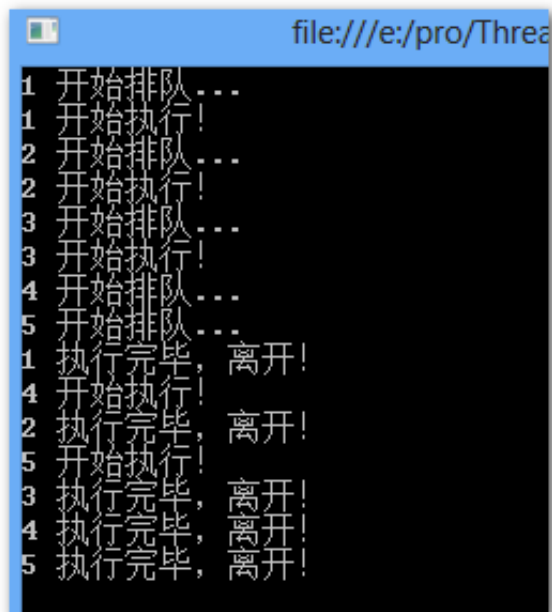 file:///e:/pro/Threa
1 开始排队...
1 开始执行!
2 开始排队...
2 开始执行!
3 开始排队...
3 开始执行!
4 开始排队...
5 开始排队...
1 执行完毕，离开!
4 开始执行!
2 执行完毕，离开!
5 开始执行!
3 执行完毕，离开!
4 执行完毕，离开!
5 执行完毕，离开!